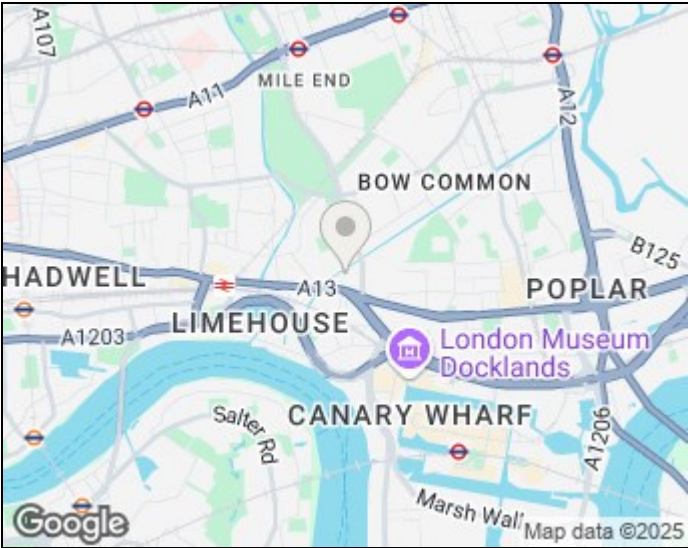 A107
MILE END
A11
A12
BOW COMMON
B125
HADWELL
A13
POPLAR
A1203
LIMEHOUSE
London Museum
Docklands
CANARY WHARF
Salter Rd
A1206
Marsh Wall
Google
Map data ©2025